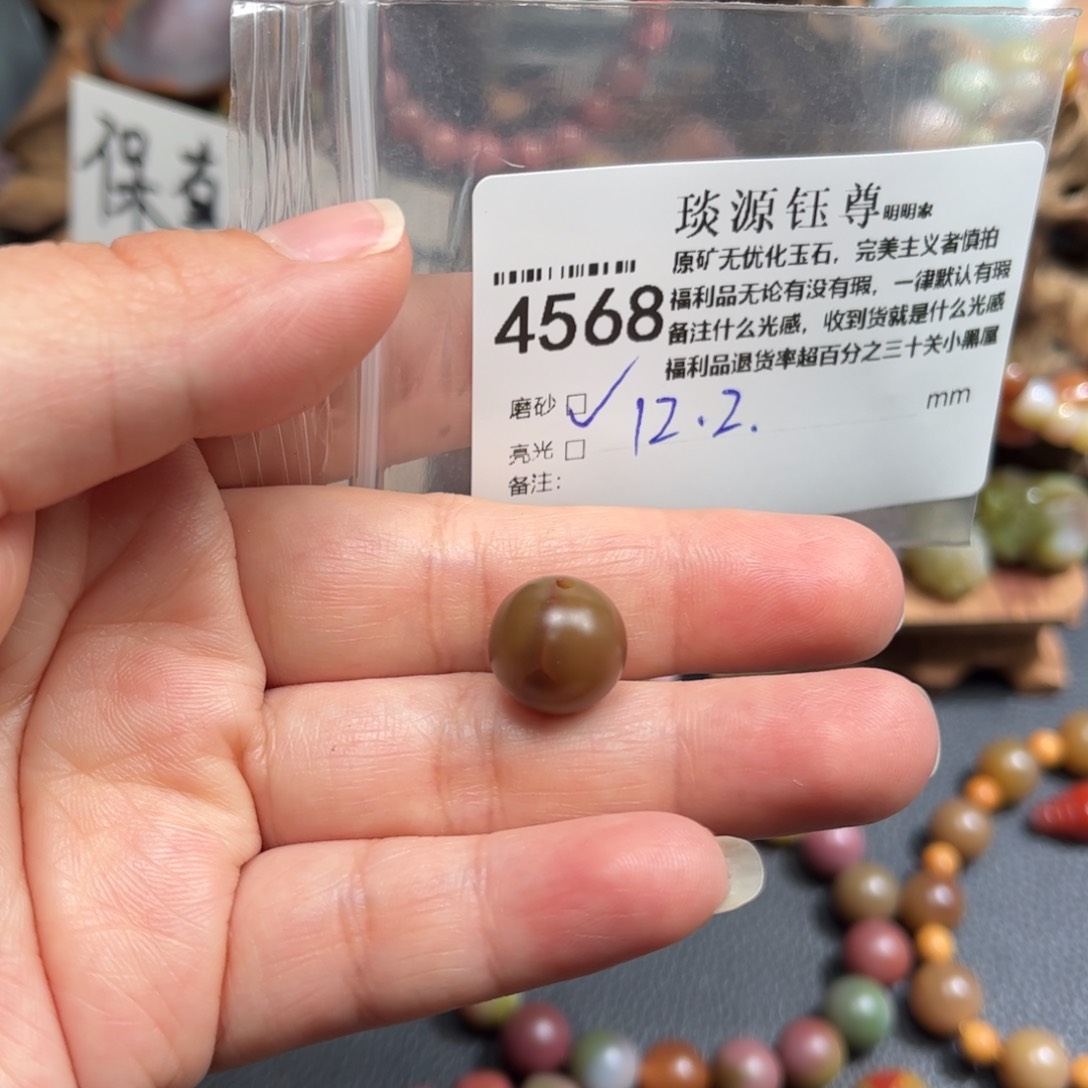 保
琰源钰尊明明家
原矿无优化玉石，完美主义者慎拍
福利品无论有没有瑕，一律默认有瑕
备注什么光感，收到货就是什么光感
福利品退货率超百分之三十关小黑屋
4568
磨砂 □ ✓ 12.2. mm
亮光 □
备注：